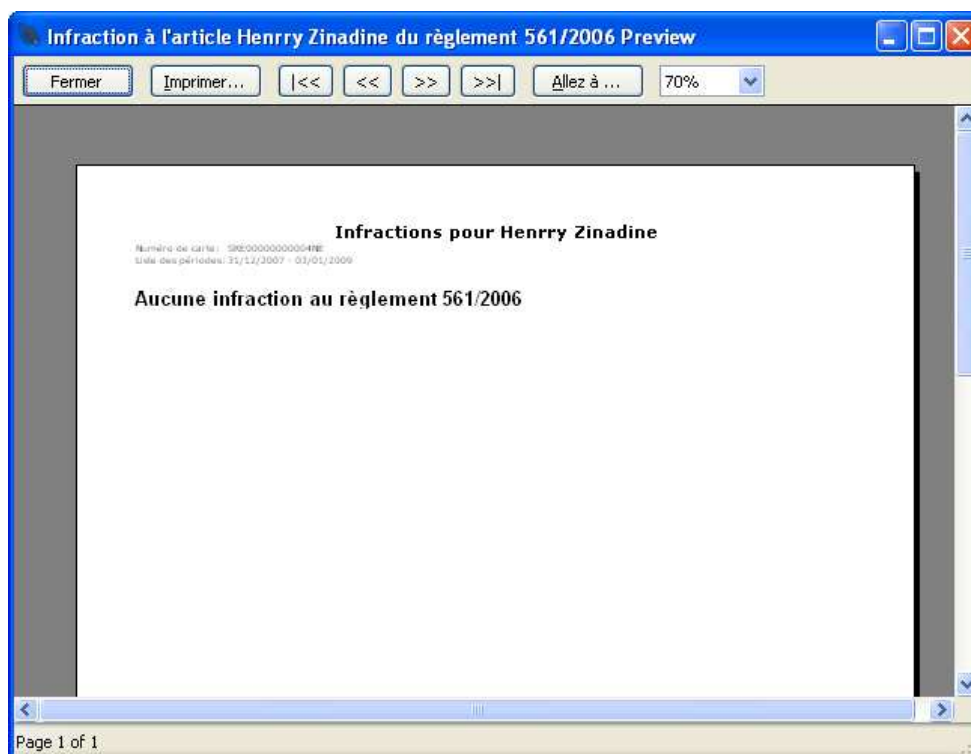 Infraction à l'article Henrry Zinadine du règlement 561/2006 Preview
Fermer Imprimer... |<< << >> >>| Allez à ... 70%
Infractions pour Henrry Zinadine
Numéro de carte:
Liste des périodes: 31/12/2007 - 03/01/2009
Aucune infraction au règlement 561/2006
Page 1 of 1